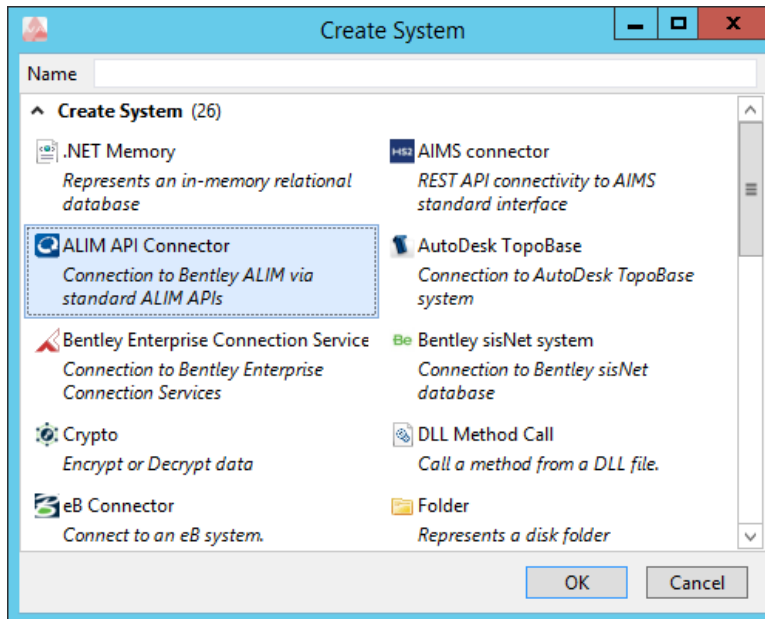 Create System
Name
Create System (26)
.NET Memory
Represents an in-memory relational
database
HS2 AIMS connector
REST API connectivity to AIMS
standard interface
ALIM API Connector
Connection to Bentley ALIM via
standard ALIM APIs
AutoDesk TopoBase
Connection to AutoDesk TopoBase
system
Bentley Enterprise Connection Service
Connection to Bentley Enterprise
Connection Services
Be Bentley sisNet system
Connection to Bentley sisNet
database
Crypto
Encrypt or Decrypt data
DLL Method Call
Call a method from a DLL file.
eB Connector
Connect to an eB system.
Folder
Represents a disk folder
OK
Cancel